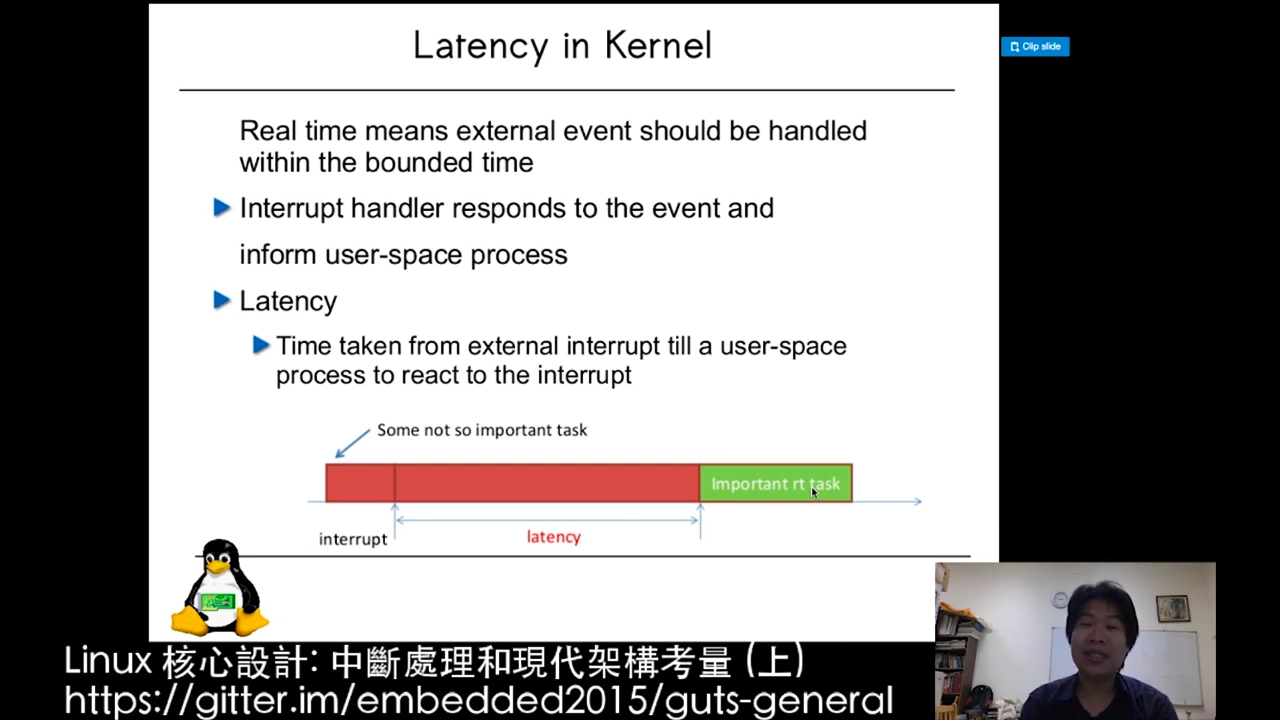 Latency in Kernel
Clip slide
Real time means external event should be handled
within the bounded time
Interrupt handler responds to the event and
inform user-space process
Latency
Time taken from external interrupt till a user-space
process to react to the interrupt
Some not so important task
Important rt task
interrupt
latency
Linux 核心設計: 中斷處理和現代架構考量 (上)
https://gitter.im/embedded2015/guts-general